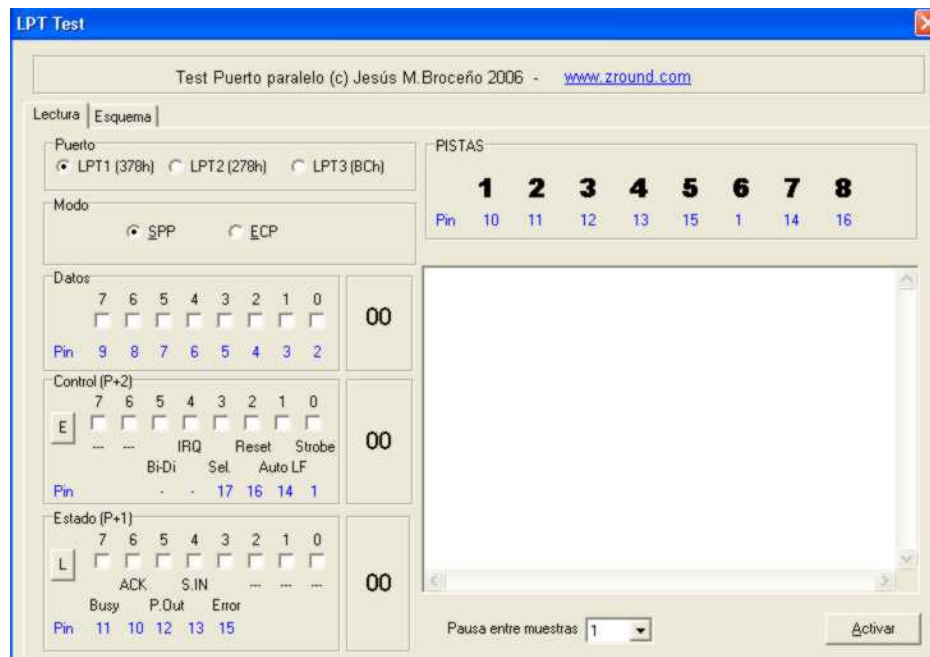 LPT Test
Test Puerto paralelo (c) Jesús M.Broceño 2006 - www.zround.com
Lectura Esquema
Puerto
LPT1 (378h) LPT2 (278h) LPT3 (BCh)
Modo
SPP ECP
PISTAS
1 2 3 4 5 6 7 8
Pin 10 11 12 13 15 1 14 16
Datos
7 6 5 4 3 2 1 0
00
Pin 9 8 7 6 5 4 3 2
Control (P+2)
7 6 5 4 3 2 1 0
E
00
--- --- IRQ Reset Strobe
Bi-Di Sel. Auto LF
Pin - - 17 16 14 1
Estado (P+1)
7 6 5 4 3 2 1 0
L
00
ACK S.IN --- --- ---
Busy P.Out Error
Pin 11 10 12 13 15
Pausa entre muestras 1
Activar